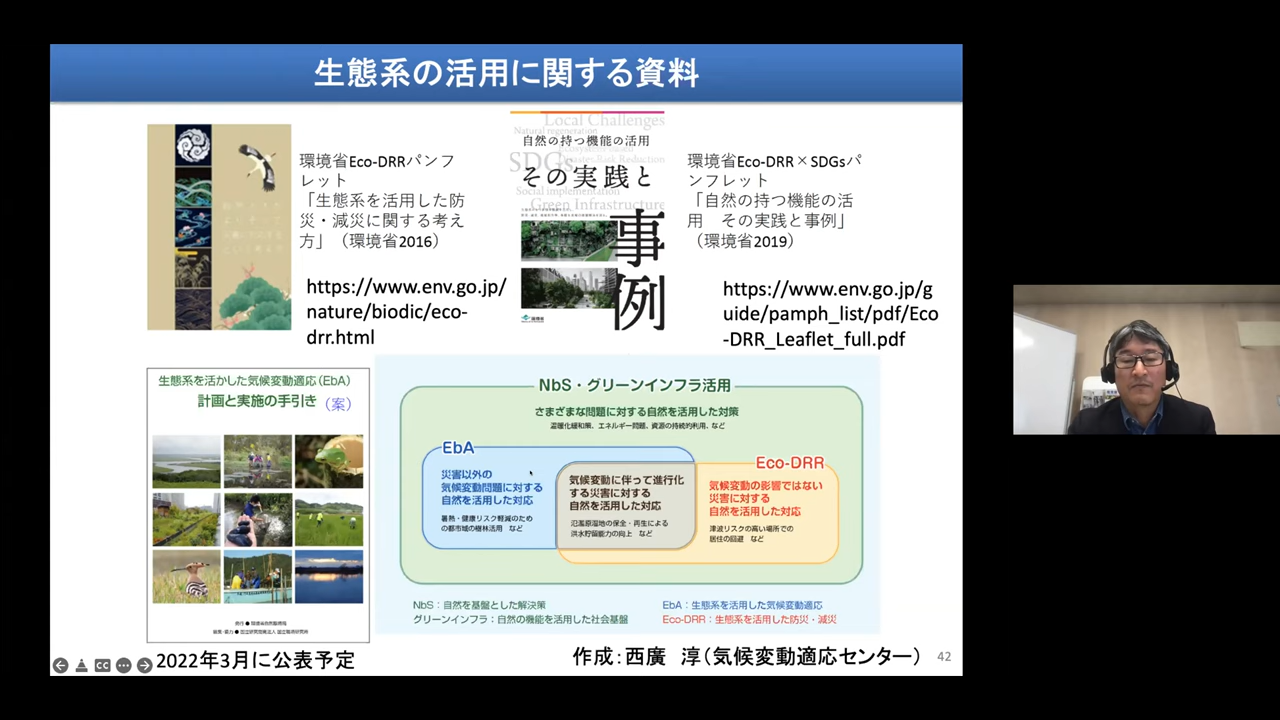 生態系の活用に関する資料
環境省Eco-DRRパンフ
レット
「生態系を活用した防
災・減災に関する考え
方」（環境省2016）
https://www.env.go.jp/
nature/biodic/eco-
drr.html
Local Challenges
Natural regeneration
自然の持つ機能の活用
Disaster Risk Reduction
SDGs
その実践と
Social implementation
Green Infrastructure
事例
環境省
環境省Eco-DRR×SDGsパ
ンフレット
「自然の持つ機能の活
用　その実践と事例」
（環境省2019）
https://www.env.go.jp/g
uide/pamph_list/pdf/Eco
-DRR_Leaflet_full.pdf
生態系を活かした気候変動適応（EbA）
計画と実施の手引き（案）
発行●環境省自然環境局
協力●国立研究開発法人 国立環境研究所
2022年3月に公表予定
NbS・グリーンインフラ活用
さまざまな問題に対する自然を活用した対策
温暖化緩和策、エネルギー問題、資源の持続的利用、など
EbA
災害以外の
気候変動問題に対する
自然を活用した対応
暑熱・健康リスク軽減のため
の都市域の樹林活用　など
気候変動に伴って進行化
する災害に対する
自然を活用した対応
氾濫原湿地の保全・再生による
洪水貯留能力の向上　など
Eco-DRR
気候変動の影響ではない
災害に対する
自然を活用した対応
津波リスクの高い場所での
居住の回避　など
NbS：自然を基盤とした解決策
グリーンインフラ：自然の機能を活用した社会基盤
EbA：生態系を活用した気候変動適応
Eco-DRR：生態系を活用した防災・減災
作成：西廣　淳（気候変動適応センター）
42
CC